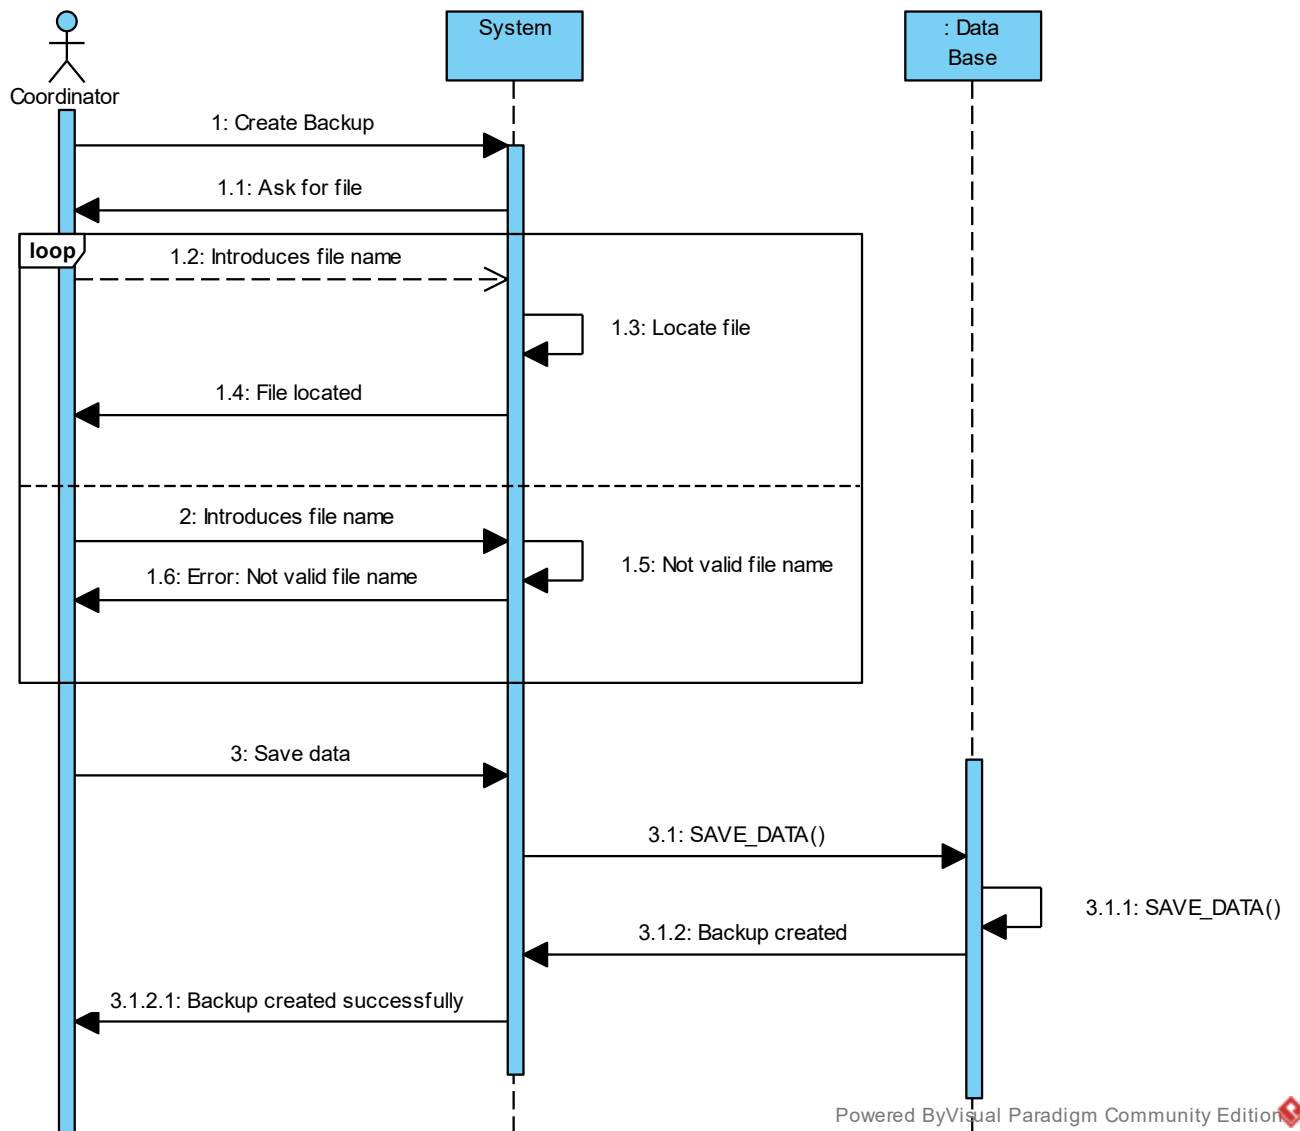 System
: Data
Base
Coordinator
1: Create Backup
1.1: Ask for file
loop
1.2: Introduces file name
1.3: Locate file
1.4: File located
2: Introduces file name
1.5: Not valid file name
1.6: Error: Not valid file name
3: Save data
3.1: SAVE_DATA()
3.1.1: SAVE_DATA()
3.1.2: Backup created
3.1.2.1: Backup created successfully
Powered ByVisual Paradigm Community Edition